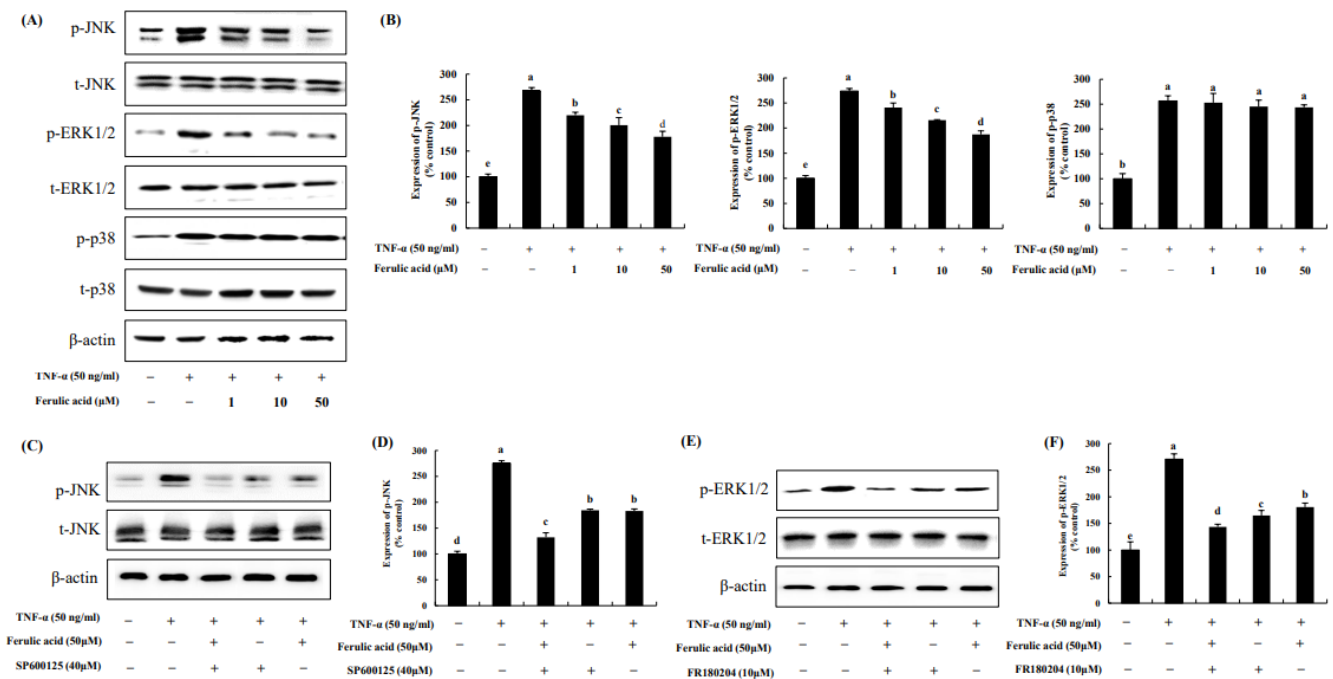 (A)
p-JNK
t-JNK
p-ERK1/2
t-ERK1/2
p-p38
t-p38
β-actin
TNF-α (50 ng/ml) – + + + +
Ferulic acid (μM) – – 1 10 50
(B)
Expression of p-JNK
(% control)
300
250
200
150
100
50
0
e a b c d
TNF-α (50 ng/ml) – + + + +
Ferulic acid (μM) – – 1 10 50
Expression of p-ERK1/2
(% control)
300
250
200
150
100
50
0
e a b c d
TNF-α (50 ng/ml) – + + + +
Ferulic acid (μM) – – 1 10 50
Expression of p-p38
(% control)
300
250
200
150
100
50
0
b a a a a
TNF-α (50 ng/ml) – + + + +
Ferulic acid (μM) – – 1 10 50
(C)
p-JNK
t-JNK
β-actin
TNF-α (50 ng/ml) – + + + +
Ferulic acid (50μM) – – + – +
SP600125 (40μM) – – + + –
(D)
Expression of p-JNK
(% control)
300
250
200
150
100
50
0
d a c b b
TNF-α (50 ng/ml) – + + + +
Ferulic acid (50μM) – – + – +
SP600125 (40μM) – – + + –
(E)
p-ERK1/2
t-ERK1/2
β-actin
TNF-α (50 ng/ml) – + + + +
Ferulic acid (50μM) – – + – +
FR180204 (10μM) – – + + –
(F)
Expression of p-ERK1/2
(% control)
300
250
200
150
100
50
0
e a d c b
TNF-α (50 ng/ml) – + + + +
Ferulic acid (50μM) – – + – +
FR180204 (10μM) – – + + –